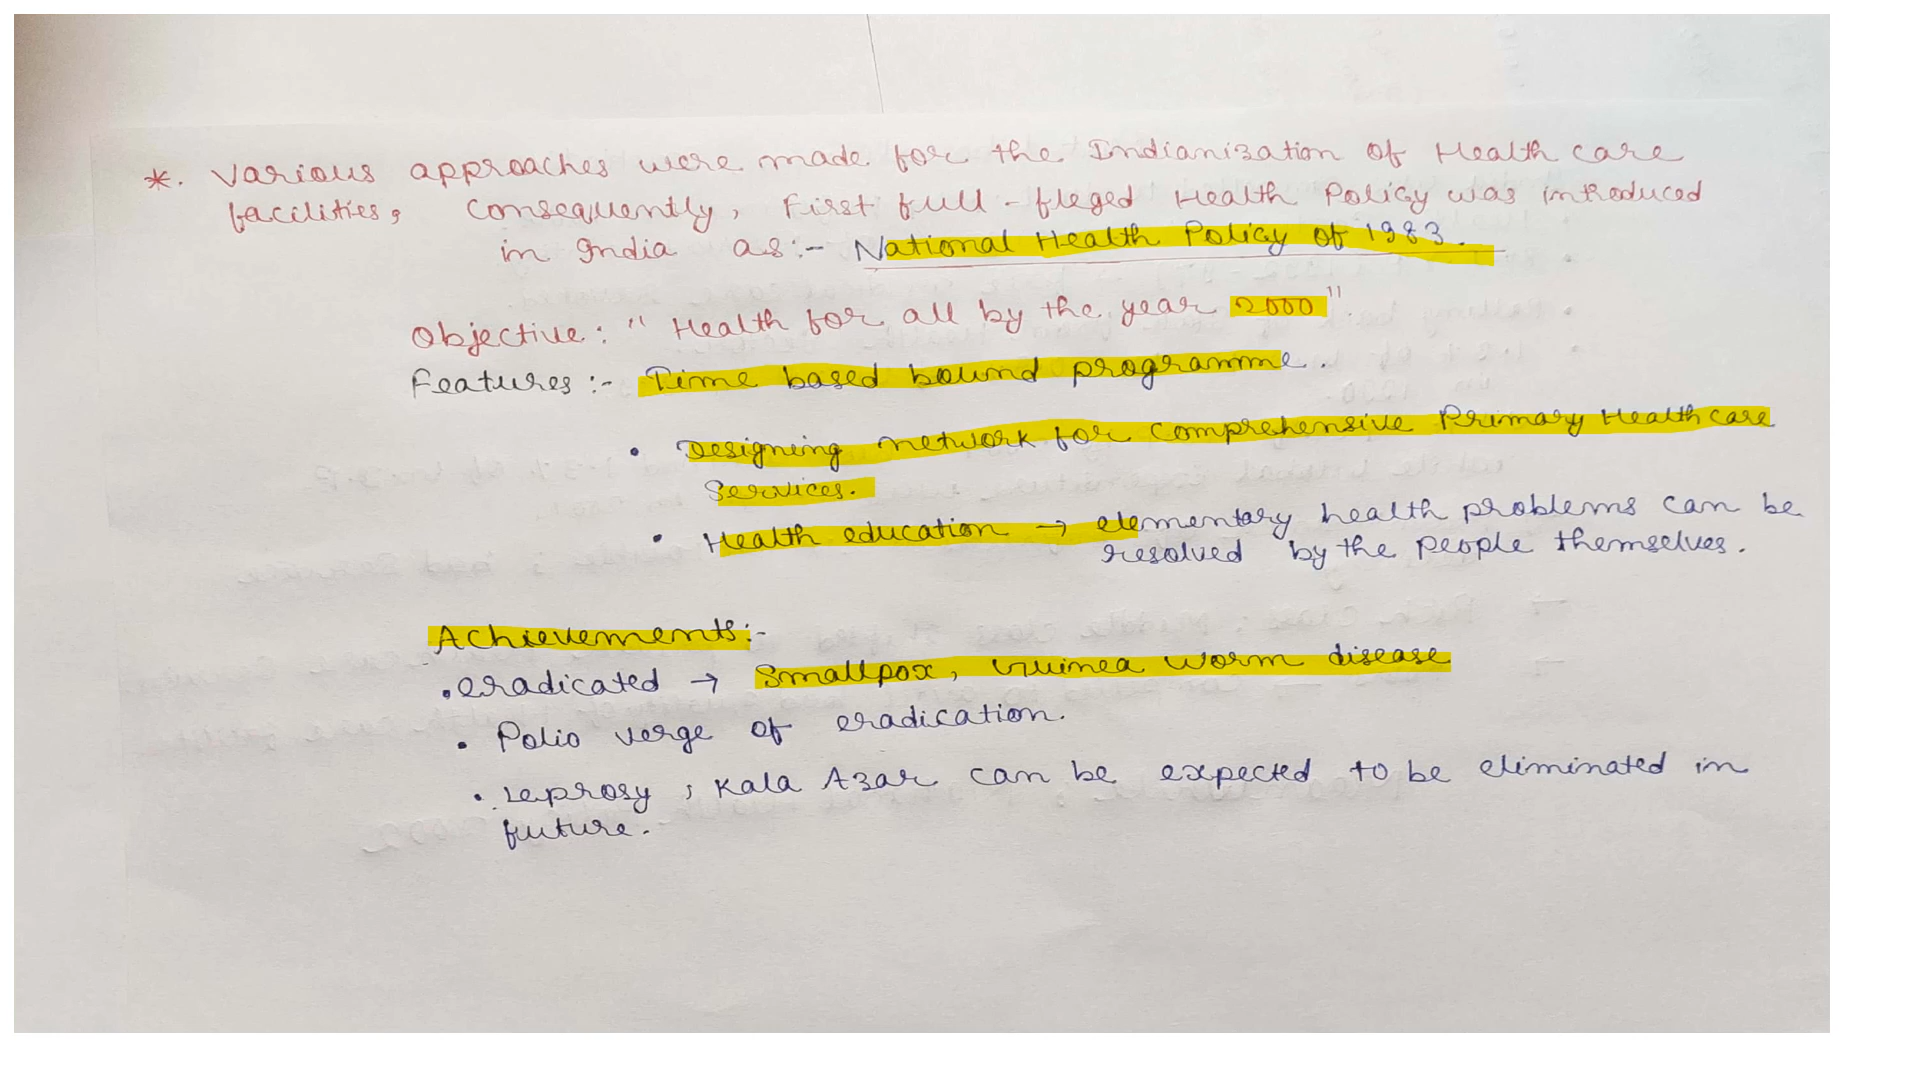 *. Various approaches were made for the Indianization of Health care
facilities, Consequently, First full-fleged Health Policy was introduced
in India as:- National Health Policy of 1983.
Objective: "Health for all by the year 2000".
Features:- Time based bound programme.
• Designing network for comprehensive Primary Health care
Services.
• Health education → elementary health problems can be
resolved by the people themselves.
Achievements:-
• eradicated → Smallpox, Guinea Worm disease
• Polio verge of eradication.
• Leprosy, Kala Azar can be expected to be eliminated in
future.